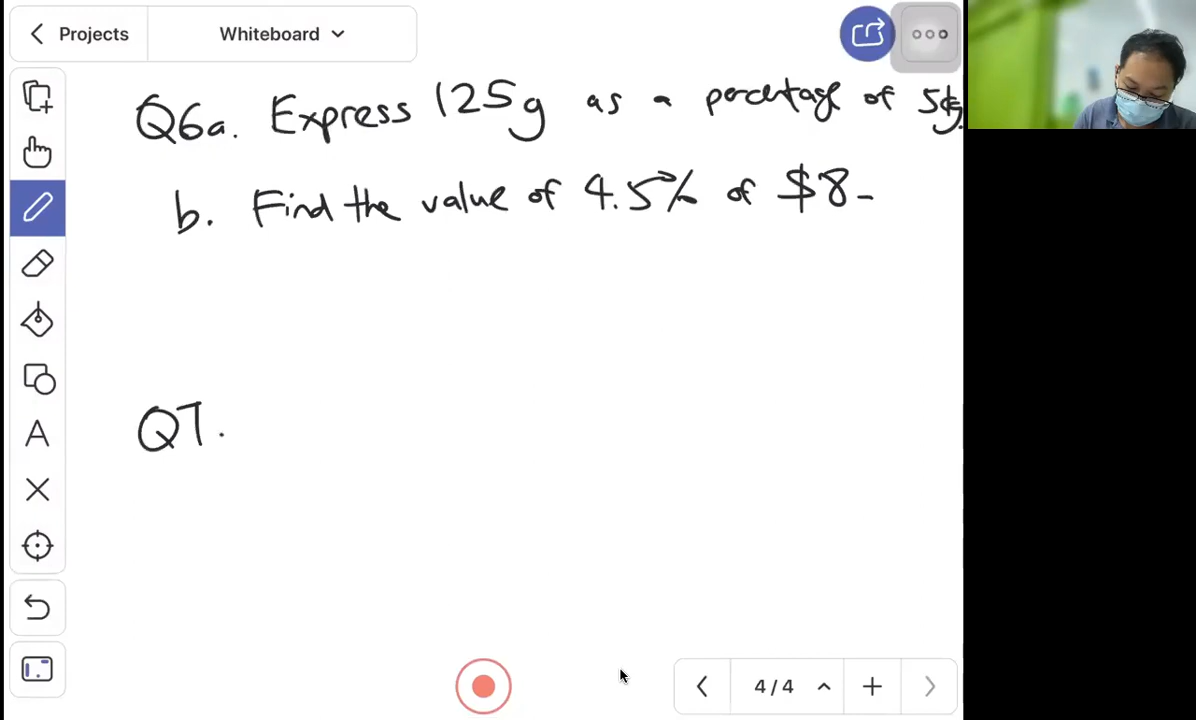 Projects
Whiteboard
Q6a. Express 125g as a percentage of 5kg.
b. Find the value of 4.5% of $8-
Q7.
4/4